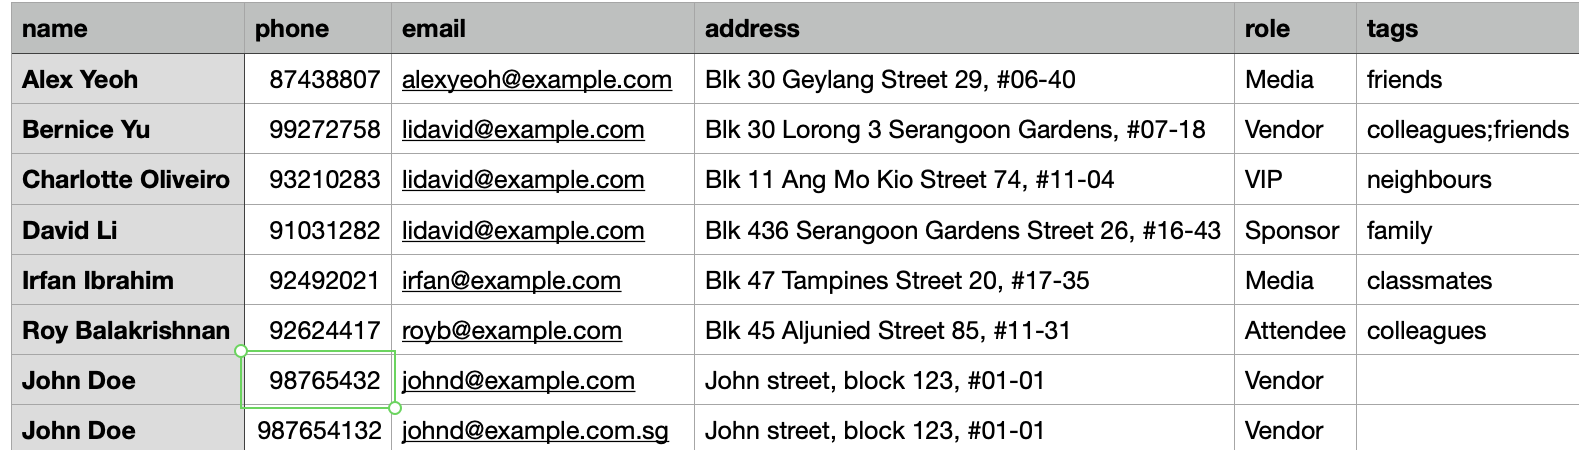 name phone email address role tags
Alex Yeoh 87438807 alexyeoh@example.com Blk 30 Geylang Street 29, #06-40 Media friends
Bernice Yu 99272758 lidavid@example.com Blk 30 Lorong 3 Serangoon Gardens, #07-18 Vendor colleagues;friends
Charlotte Oliveiro 93210283 lidavid@example.com Blk 11 Ang Mo Kio Street 74, #11-04 VIP neighbours
David Li 91031282 lidavid@example.com Blk 436 Serangoon Gardens Street 26, #16-43 Sponsor family
Irfan Ibrahim 92492021 irfan@example.com Blk 47 Tampines Street 20, #17-35 Media classmates
Roy Balakrishnan 92624417 royb@example.com Blk 45 Aljunied Street 85, #11-31 Attendee colleagues
John Doe 98765432 johnd@example.com John street, block 123, #01-01 Vendor
John Doe 987654132 johnd@example.com.sg John street, block 123, #01-01 Vendor